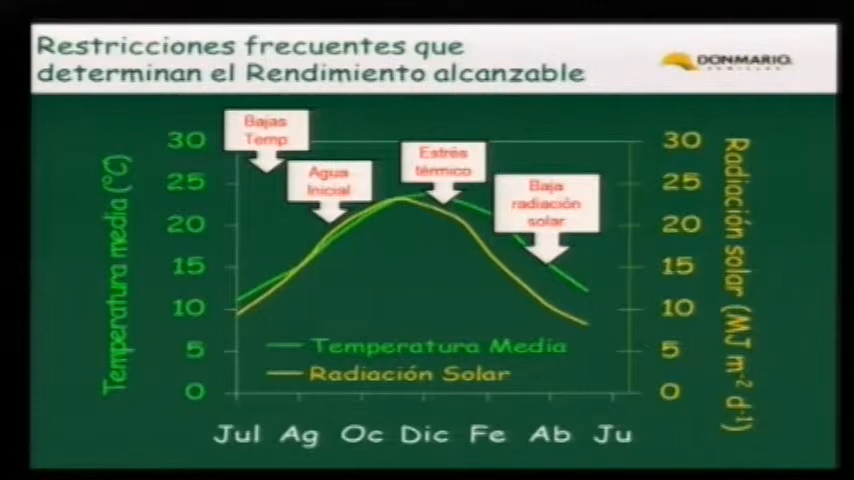 Restricciones frecuentes que
determinan el Rendimiento alcanzable
DONMARIO
Bajas
Temp
Agua
Inicial
Estrés
térmico
Baja
radiación
solar
Temperatura media (°C)
30
25
20
15
10
5
0
30
25
20
15
10
5
0
Radiación solar (MJ m-2 d-1)
Temperatura Media
Radiación Solar
Jul Ag Oc Dic Fe Ab Ju